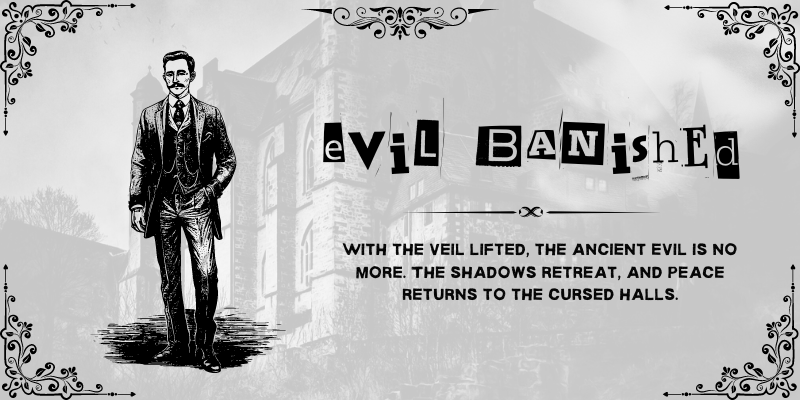 eViL BANishEd
WITH THE VEIL LIFTED, THE ANCIENT EVIL IS NO
MORE. THE SHADOWS RETREAT, AND PEACE
RETURNS TO THE CURSED HALLS.